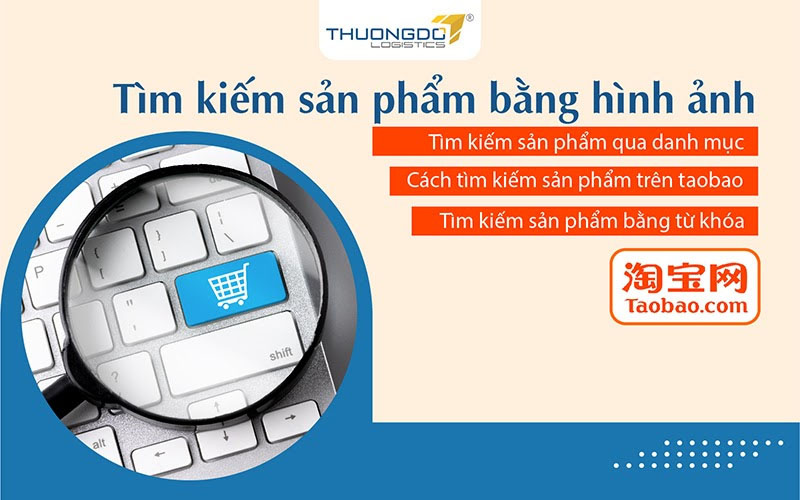 THUONGDO®
LOGISTICS
Tìm kiếm sản phẩm bằng hình ảnh
Tìm kiếm sản phẩm qua danh mục
Cách tìm kiếm sản phẩm trên taobao
Tìm kiếm sản phẩm bằng từ khóa
淘宝网
Taobao.com
P
{
[
}
]
|
\
:
;
"
'
?
/
shift
alt